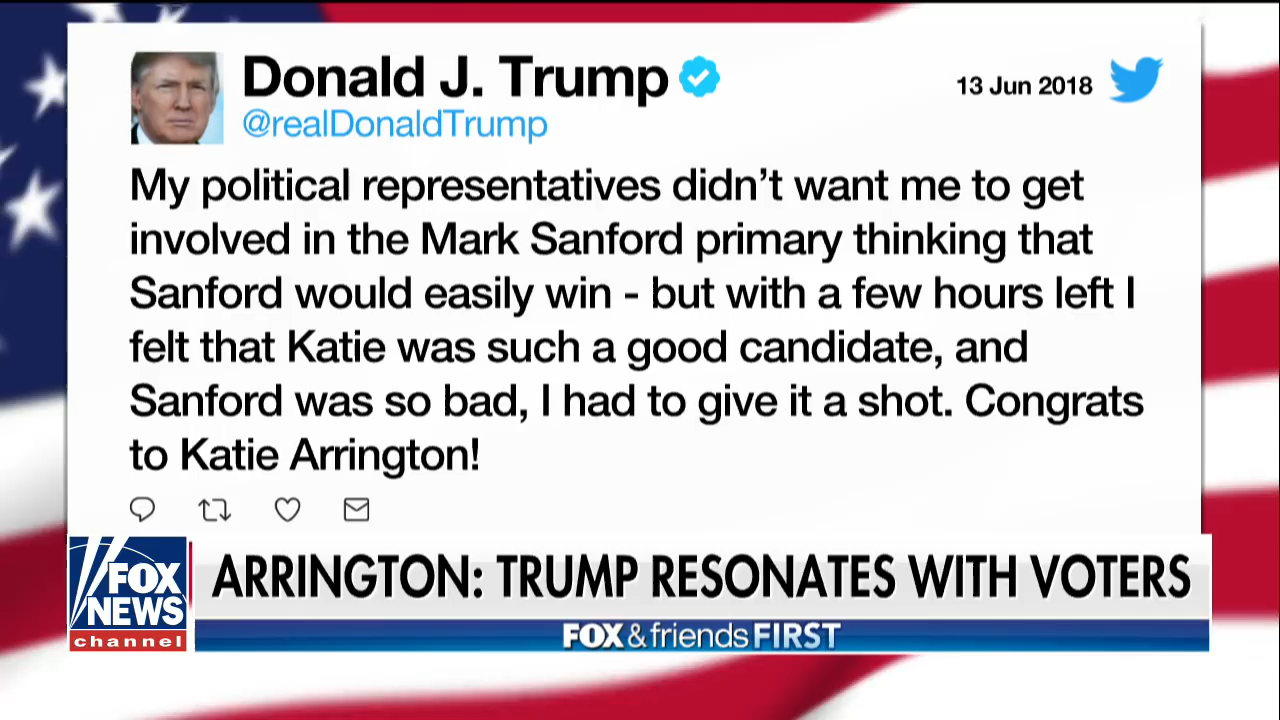 Donald J. Trump
@realDonaldTrump
13 Jun 2018
My political representatives didn’t want me to get
involved in the Mark Sanford primary thinking that
Sanford would easily win - but with a few hours left I
felt that Katie was such a good candidate, and
Sanford was so bad, I had to give it a shot. Congrats
to Katie Arrington!
FOX
NEWS
channel
ARRINGTON: TRUMP RESONATES WITH VOTERS
FOX & friends FIRST